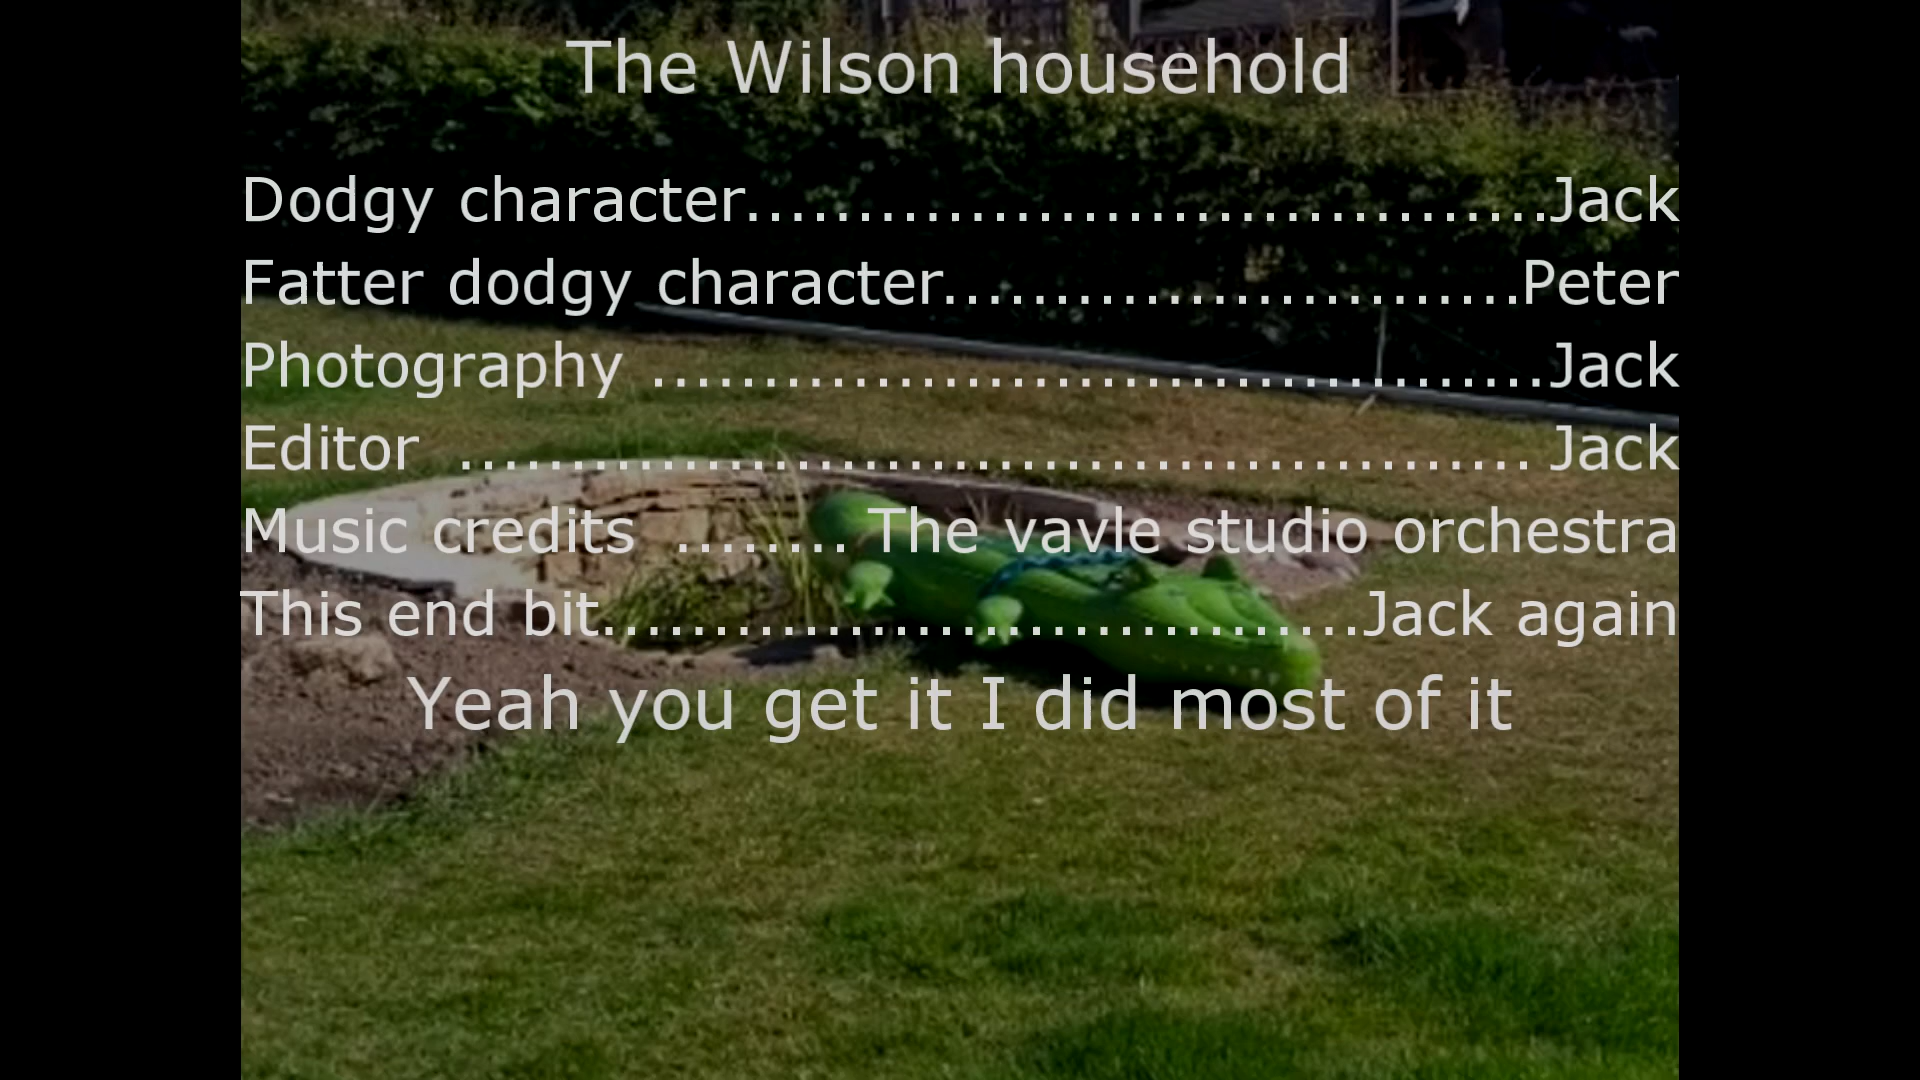 The Wilson household
Dodgy character....................................Jack
Fatter dodgy character..........................Peter
Photography ........................................Jack
Editor ................................................ Jack
Music credits ........ The vavle studio orchestra
This end bit..................................Jack again
Yeah you get it I did most of it